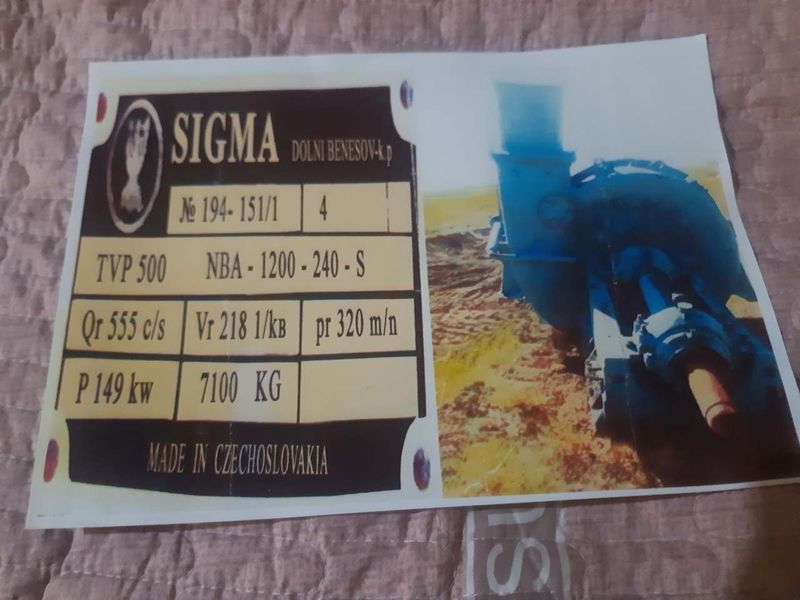 SIGMA DOLNI BENESOV-k.p
№ 194- 151/1 4
TYP 500 NBA - 1200 - 240 - S
Qr 555 c/s Vr 218 1/кв pr 320 m/n
P 149 kw 7100 KG
MADE IN CZECHOSLOVAKIA